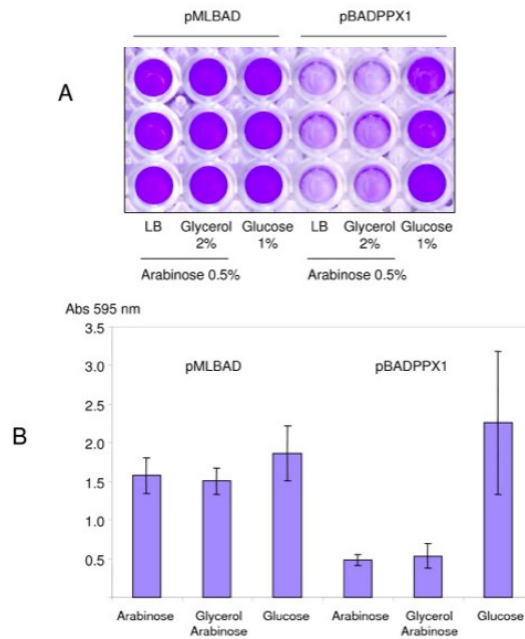 pMLBAD pBADPPX1
A
LB Glycerol 2% Glucose 1% LB Glycerol 2% Glucose 1%
Arabinose 0.5% Arabinose 0.5%
Abs 595 nm
3.5
pMLBAD pBADPPX1
3.0
2.5
B
2.0
1.5
1.0
0.5
Arabinose Glycerol Arabinose Glucose Arabinose Glycerol Arabinose Glucose